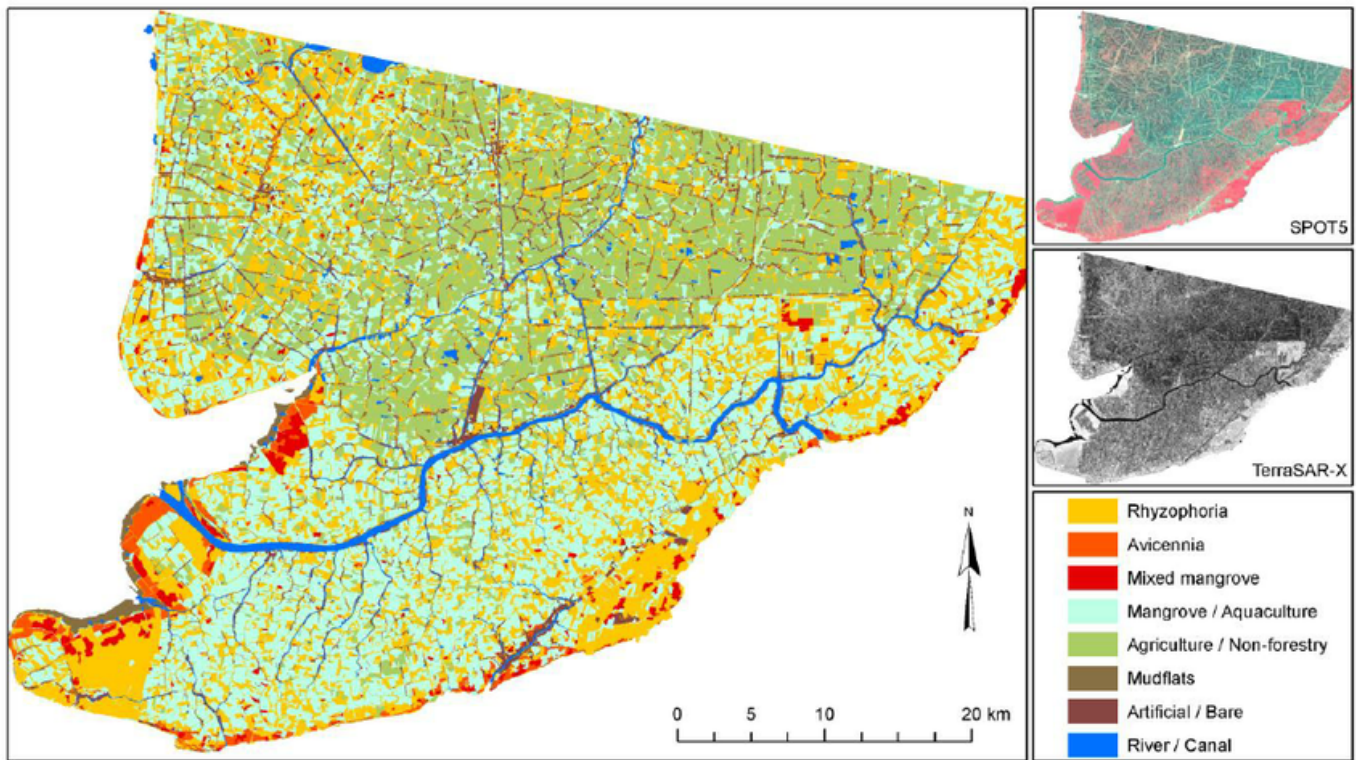 SPOT5
TerraSAR-X
N
0 5 10 20 km
Rhyzophoria
Avicennia
Mixed mangrove
Mangrove / Aquaculture
Agriculture / Non-forestry
Mudflats
Artificial / Bare
River / Canal